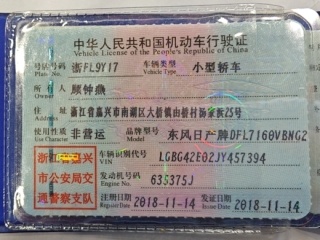 中华人民共和国机动车行驶证
Vehicle License of the People's Republic of China
号牌号码 浙FL9Y17 车辆类型 小型轿车
Plate No. Vehicle Type
所有人 顾钟燕
Owner
住址 浙江省嘉兴市南湖区大桥镇山桥村杨家荻25号
Address
使用性质 非营运 品牌型号 东风日产牌DFL7160VBNG2
Use Character Model
浙江省嘉兴
市公安局交
通警察支队
车辆识别代号 LGBG42E02JY457394
VIN
发动机号码 635375J
Engine No.
注册日期 2018-11-14 发证日期 2018-11-14
Register Date Issue Date